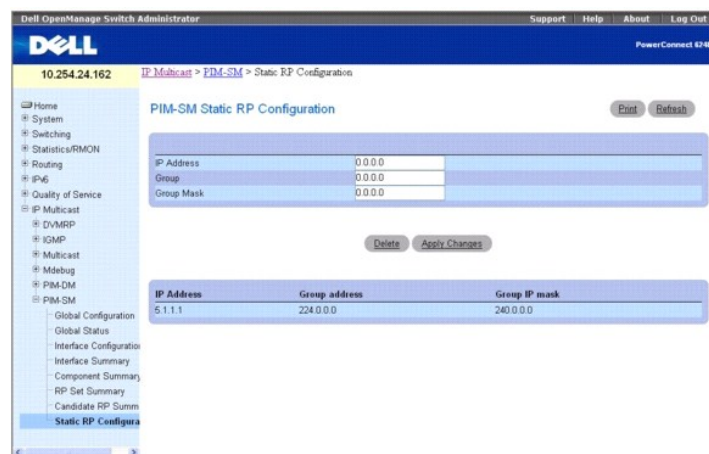 Dell OpenManage Switch Administrator
Support Help About Log Out
DELL
PowerConnect 624
10.254.24.162
IP Multicast > PIM-SM > Static RP Configuration
Home
System
Switching
Statistics/RMON
Routing
IPv6
Quality of Service
IP Multicast
DVMRP
IGMP
Multicast
Mdebug
PIM-DM
PIM-SM
Global Configuration
Global Status
Interface Configuration
Interface Summary
Component Summary
RP Set Summary
Candidate RP Summ
Static RP Configura
PIM-SM Static RP Configuration
Print Refresh
IP Address 0.0.0.0
Group 0.0.0.0
Group Mask 0.0.0.0
Delete Apply Changes
IP Address Group address Group IP mask
5.1.1.1 224.0.0.0 240.0.0.0